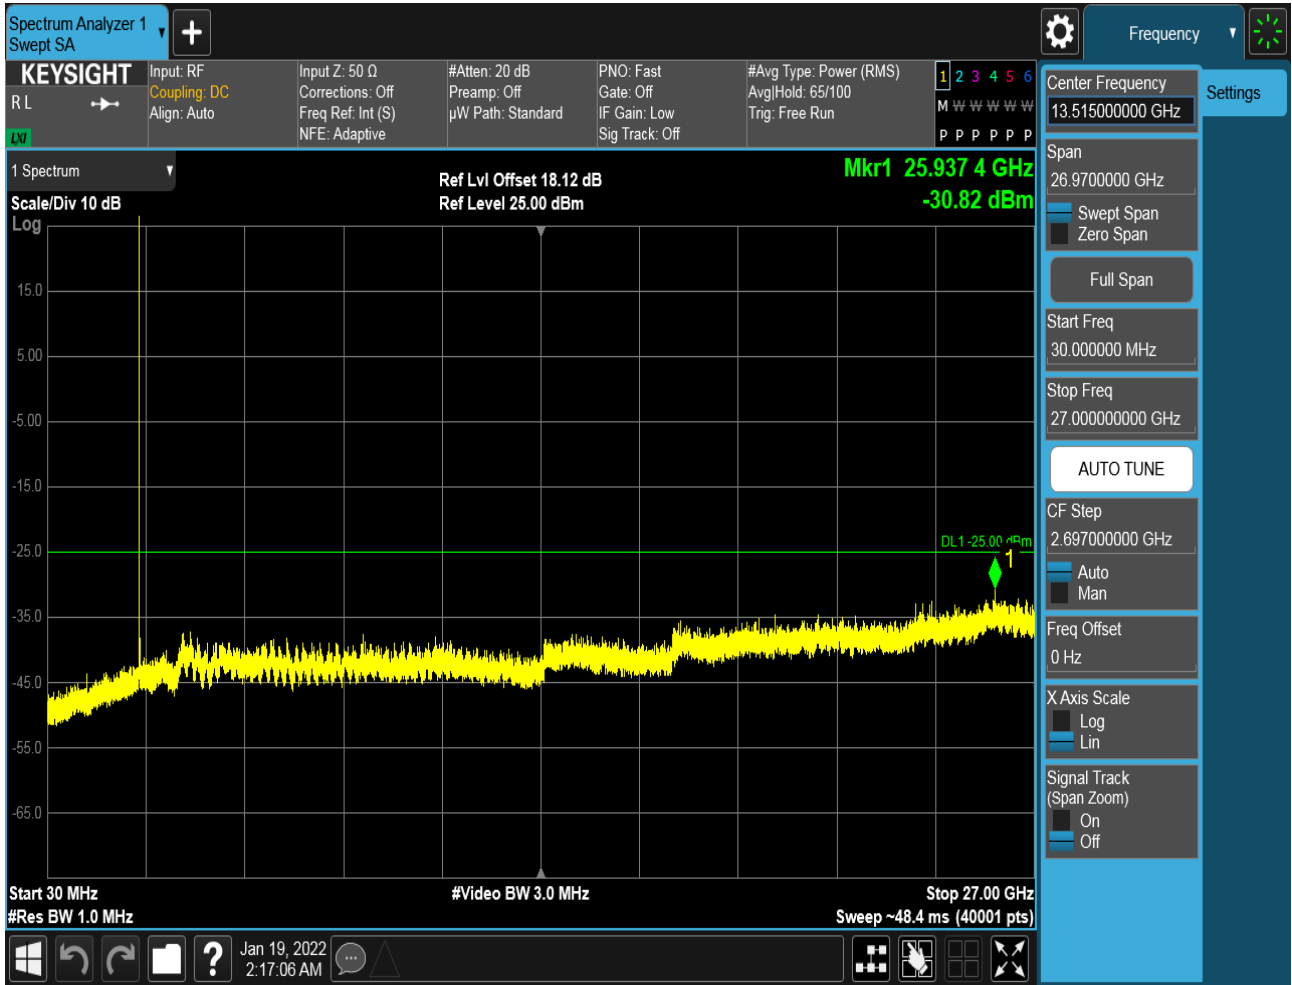 Spectrum Analyzer 1
Swept SA
Frequency
KEYSIGHT
R L
LXI
Input: RF
Coupling: DC
Align: Auto
Input Z: 50 Ω
Corrections: Off
Freq Ref: Int (S)
NFE: Adaptive
#Atten: 20 dB
Preamp: Off
µW Path: Standard
PNO: Fast
Gate: Off
IF Gain: Low
Sig Track: Off
#Avg Type: Power (RMS)
Avg|Hold: 65/100
Trig: Free Run
1 2 3 4 5 6
M W W W W W
P P P P P P
1 Spectrum
Scale/Div 10 dB
Log
Ref Lvl Offset 18.12 dB
Ref Level 25.00 dBm
Mkr1 25.937 4 GHz
-30.82 dBm
15.0
5.00
-5.00
-15.0
-25.0
-35.0
-45.0
-55.0
-65.0
DL1 -25.00 dBm
1
Start 30 MHz
#Res BW 1.0 MHz
#Video BW 3.0 MHz
Stop 27.00 GHz
Sweep ~48.4 ms (40001 pts)
Center Frequency
13.515000000 GHz
Span
26.9700000 GHz
Swept Span
Zero Span
Full Span
Start Freq
30.000000 MHz
Stop Freq
27.000000000 GHz
AUTO TUNE
CF Step
2.697000000 GHz
Auto
Man
Freq Offset
0 Hz
X Axis Scale
Log
Lin
Signal Track
(Span Zoom)
On
Off
Settings
?
Jan 19, 2022
2:17:06 AM